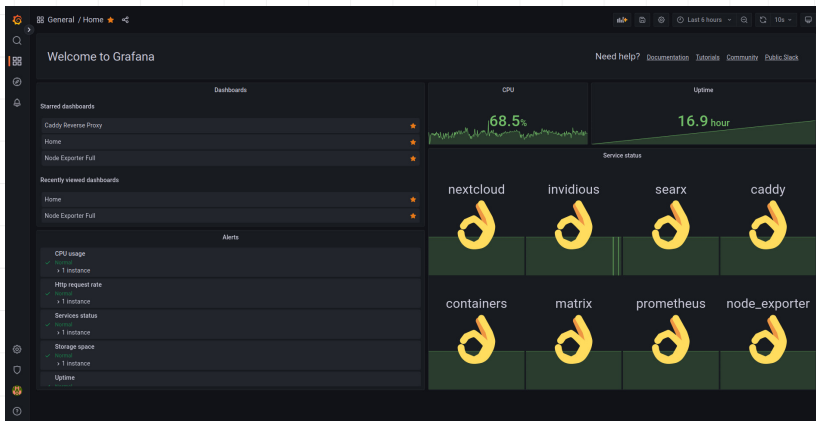 General / Home
Last 6 hours
10s
Welcome to Grafana
Need help? Documentation Tutorials Community Public Slack
Dashboards
Starred dashboards
Caddy Reverse Proxy
Home
Node Exporter Full
Recently viewed dashboards
Home
Node Exporter Full
Alerts
CPU usage
Normal
> 1 instance
Http request rate
Normal
> 1 instance
Services status
Normal
> 1 instance
Storage space
Normal
> 1 instance
Uptime
CPU
68.5%
Uptime
16.9 hour
Service status
nextcloud invidious searx caddy
containers matrix prometheus node_exporter